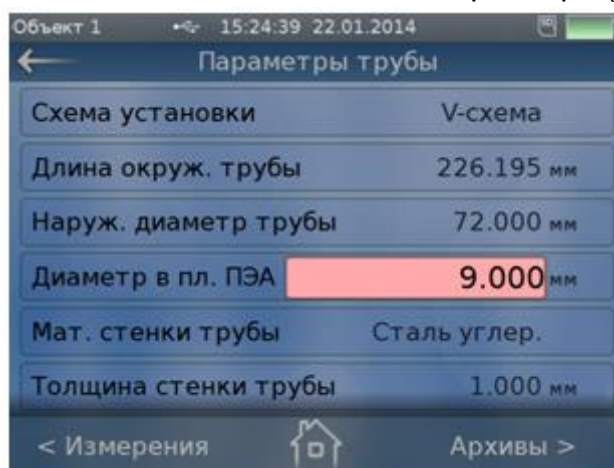 Объект 1 15:24:39 22.01.2014
Параметры трубы
Схема установки V-схема
Длина окруж. трубы 226.195 мм
Наруж. диаметр трубы 72.000 мм
Диаметр в пл. ПЭА 9.000 мм
Мат. стенки трубы Сталь углер.
Толщина стенки трубы 1.000 мм
< Измерения Архивы >